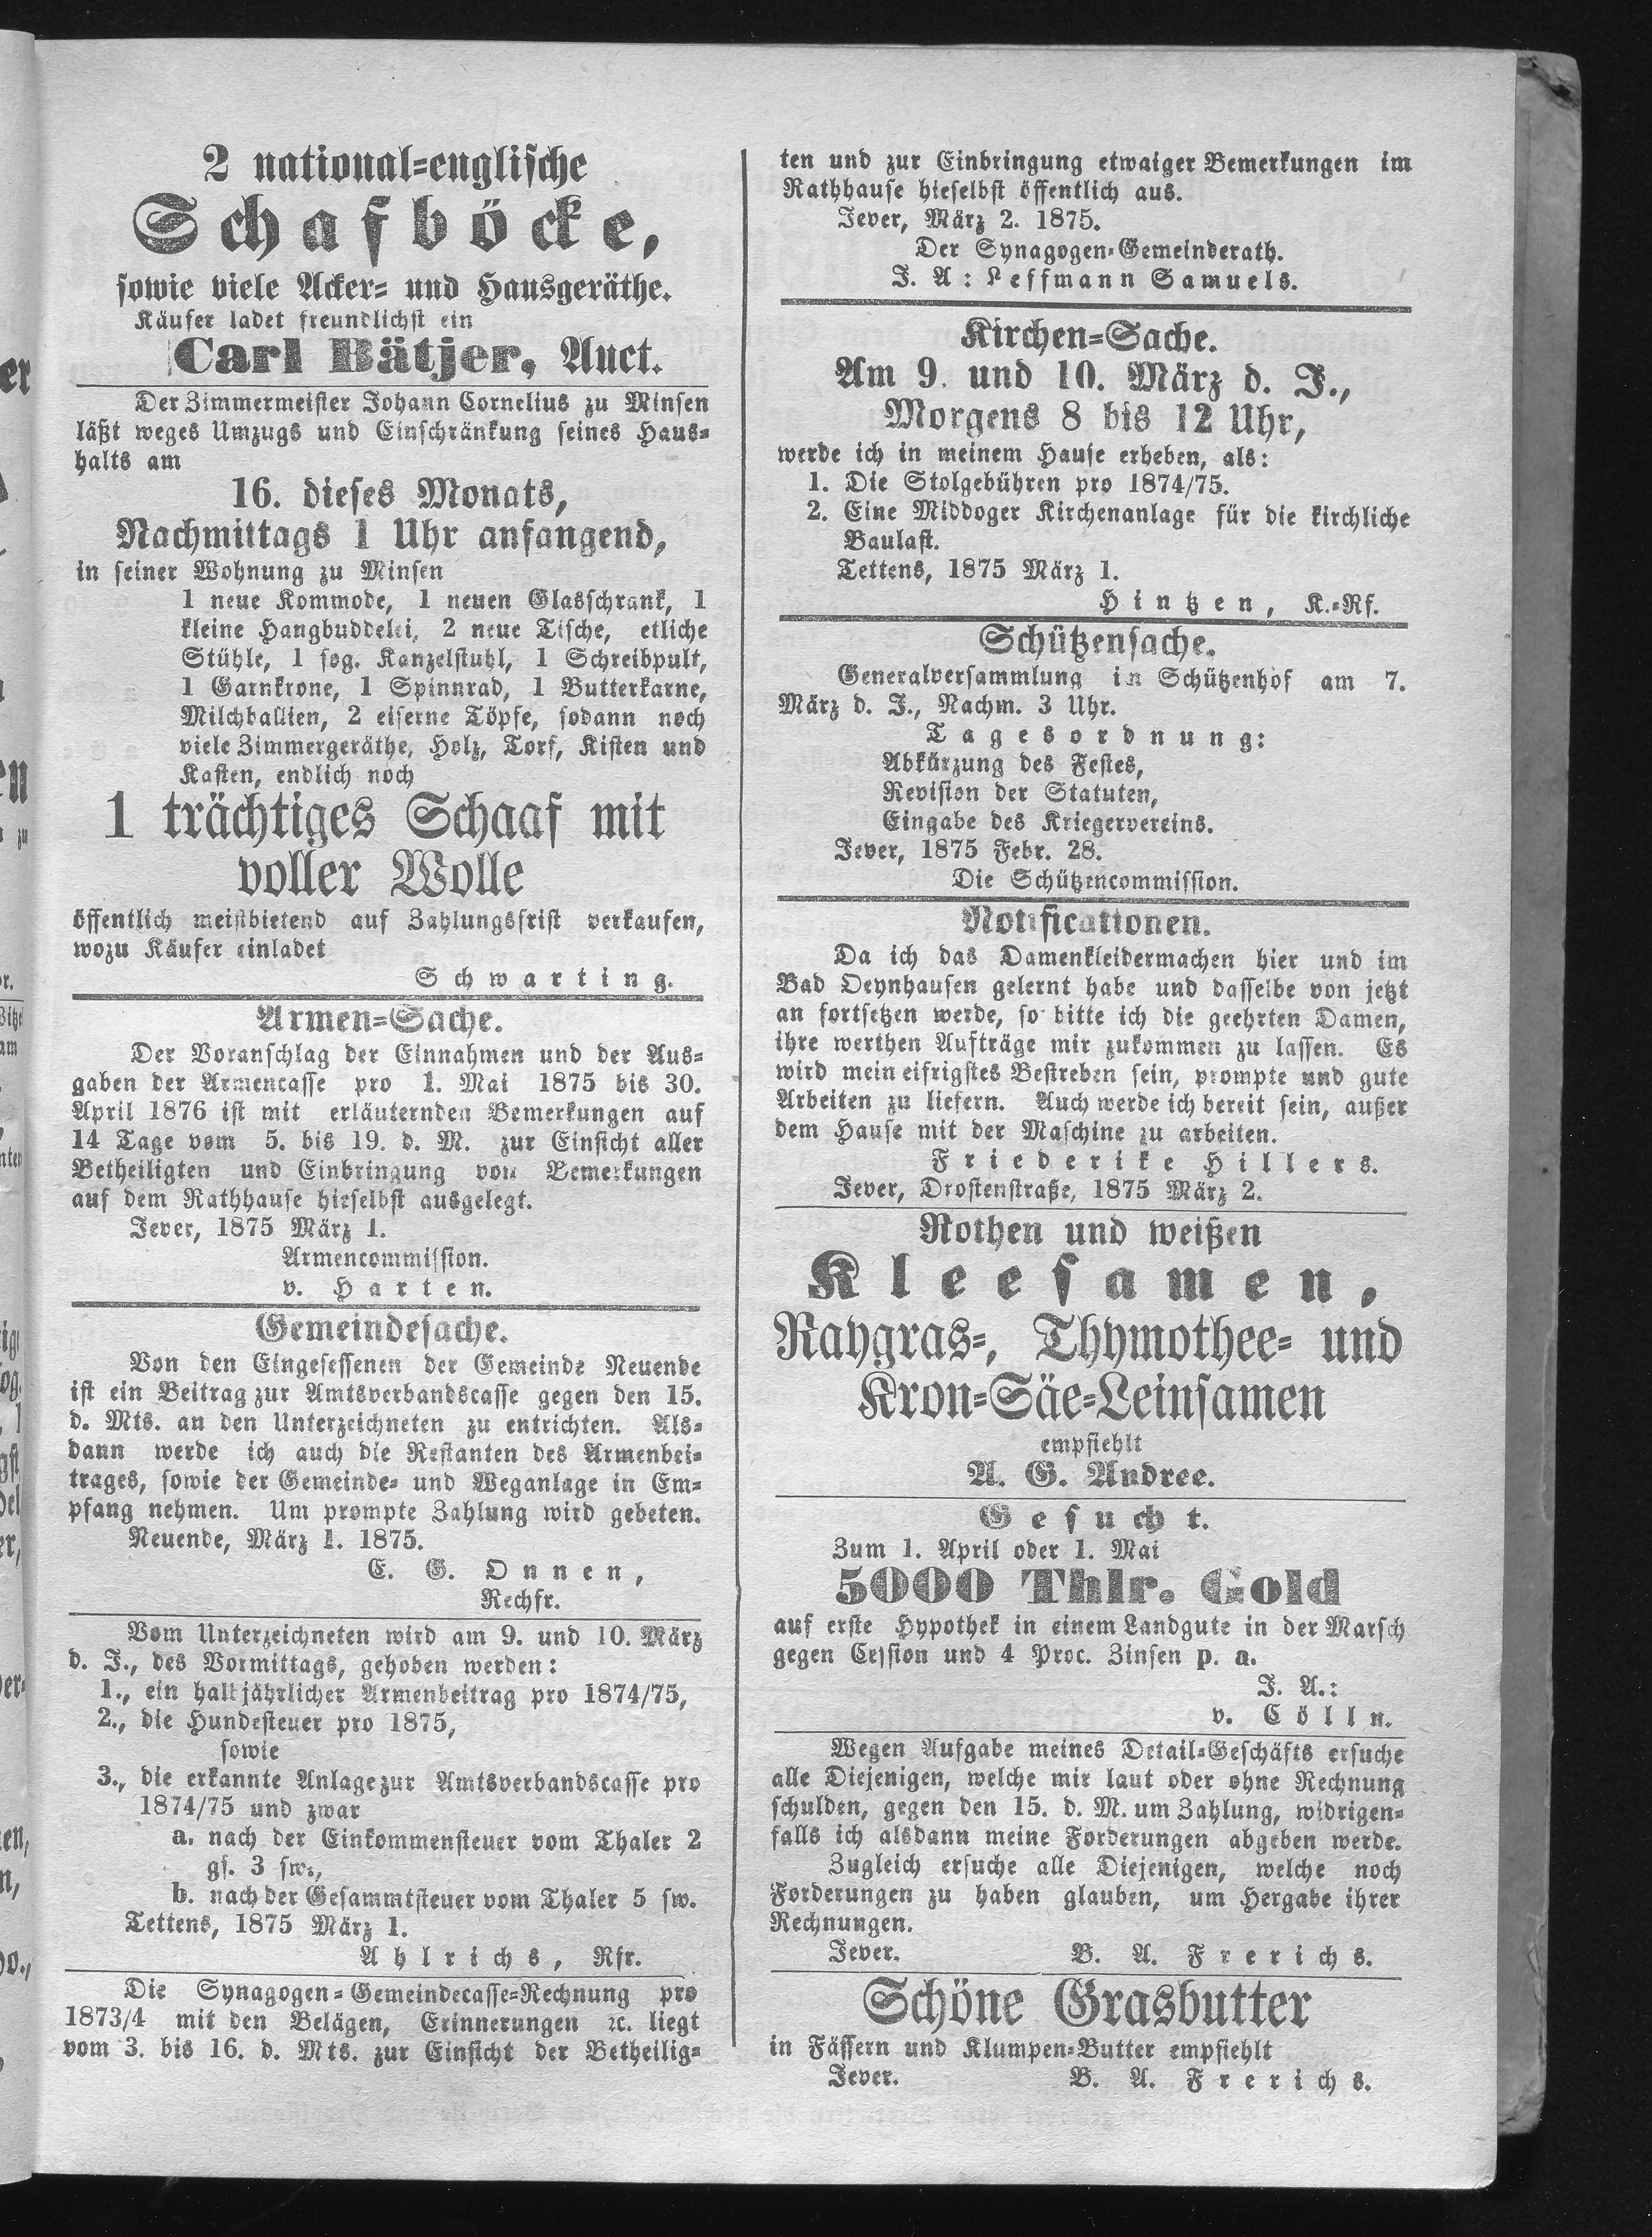 2 national-englische
Schafböcke,
sowie viele Acker- und Hausgeräthe.
Käufer ladet freundlichst ein
Carl Bätjer, Auct.
Der Zimmermeister Johann Cornelius zu Minsen
läßt weges Umzugs und Einschränkung seines Haus-
halts am
16. dieses Monats,
Nachmittags 1 Uhr anfangend,
in seiner Wohnung zu Minsen
1 neue Kommode, 1 neuen Glasschrank, 1
kleine Hangbuddelei, 2 neue Tische, etliche
Stühle, 1 sog. Kanzelstuhl, 1 Schreibpult,
1 Garnkrone, 1 Spinnrad, 1 Butterkarne,
Milchballien, 2 eiserne Töpfe, sodann noch
viele Zimmergeräthe, Holz, Torf, Kisten und
Kasten, endlich noch
1 trächtiges Schaaf mit
voller Wolle
öffentlich meistbietend auf Zahlungsfrist verkaufen,
wozu Käufer einladet
Schwarting.
Armen-Sache.
Der Voranschlag der Einnahmen und der Aus-
gaben der Armencasse pro 1. Mai 1875 bis 30.
April 1876 ist mit erläuternden Bemerkungen auf
14 Tage vom 5. bis 19. d. M. zur Einsicht aller
Betheiligten und Einbringung von Bemerkungen
auf dem Rathhause hieselbst ausgelegt.
Jever, 1875 März 1.
Armencommission.
v. Harten.
Gemeindesache.
Von den Eingesessenen der Gemeinde Neuende
ist ein Beitrag zur Amtsverbandscasse gegen den 15.
d. Mts. an den Unterzeichneten zu entrichten. Als-
dann werde ich auch die Restanten des Armenbei-
trages, sowie der Gemeinde- und Weganlage in Em-
pfang nehmen. Um prompte Zahlung wird gebeten.
Neuende, März 1. 1875.
E. G. Onnen,
Rechfr.
Vom Unterzeichneten wird am 9. und 10. März
d. J., des Vormittags, gehoben werden:
1., ein halbjährlicher Armenbeitrag pro 1874/75,
2., die Hundesteuer pro 1875,
sowie
3., die erkannte Anlage zur Amtsverbandscasse pro
1874/75 und zwar
a. nach der Einkommensteuer vom Thaler 2
gs. 3 sw.,
b. nach der Gesammtsteuer vom Thaler 5 sw.
Tettens, 1875 März 1.
Ahlrichs, Rfr.
Die Synagogen-Gemeindecasse-Rechnung pro
1873/4 mit den Belägen, Erinnerungen ꝛc. liegt
vom 3. bis 16. d. Mts. zur Einsicht der Betheilig-
ten und zur Einbringung etwaiger Bemerkungen im
Rathhause hieselbst öffentlich aus.
Jever, März 2. 1875.
Der Synagogen-Gemeinderath.
J. A: Leffmann Samuels.
Kirchen-Sache.
Am 9. und 10. März d. J.,
Morgens 8 bis 12 Uhr,
werde ich in meinem Hause erheben, als:
1. Die Stolgebühren pro 1874/75.
2. Eine Middoger Kirchenanlage für die kirchliche
Baulast.
Tettens, 1875 März 1.
Hintzen, K.-Rf.
Schützensache.
Generalversammlung in Schützenhof am 7.
März d. J., Nachm. 3 Uhr.
Tagesordnung:
Abkürzung des Festes,
Revision der Statuten,
Eingabe des Kriegervereins.
Jever, 1875 Febr. 28.
Die Schützencommission.
Notificationen.
Da ich das Damenkleidermachen hier und im
Bad Oeynhausen gelernt habe und dasselbe von jetzt
an fortsetzen werde, so bitte ich die geehrten Damen,
ihre werthen Aufträge mir zukommen zu lassen. Es
wird mein eifrigstes Bestreben sein, prompte und gute
Arbeiten zu liefern. Auch werde ich bereit sein, außer
dem Hause mit der Maschine zu arbeiten.
Friederike Hillers.
Jever, Drostenstraße, 1875 März 2.
Rothen und weißen
Kleesamen,
Raygras-, Thymothee- und
Kron-Säe-Leinsamen
empfiehlt
A. G. Andree.
Gesucht.
Zum 1. April oder 1. Mai
5000 Thlr. Gold
auf erste Hypothek in einem Landgute in der Marsch
gegen Cession und 4 Proc. Zinsen p. a.
J. A.:
v. Cölln.
Wegen Aufgabe meines Detail-Geschäfts ersuche
alle Diejenigen, welche mir laut oder ohne Rechnung
schulden, gegen den 15. d. M. um Zahlung, widrigen-
falls ich alsdann meine Forderungen abgeben werde.
Zugleich ersuche alle Diejenigen, welche noch
Forderungen zu haben glauben, um Hergabe ihrer
Rechnungen.
Jever. B. A. Frerichs.
Schöne Grasbutter
in Fässern und Klumpen-Butter empfiehlt
Jever. B. A. Frerichs.